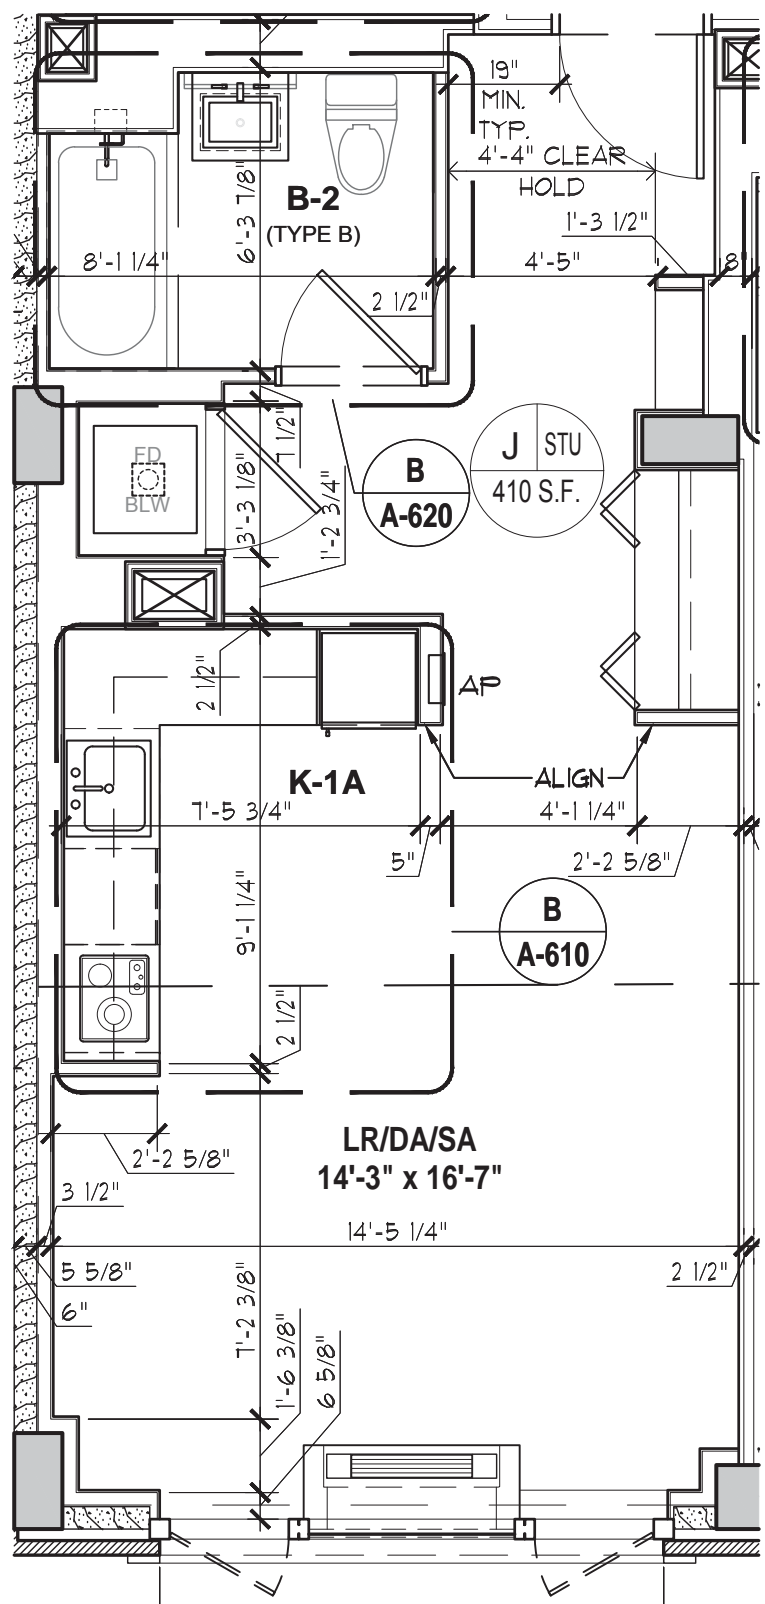 19"
MIN.
TYP.
4'-4" CLEAR
HOLD
6'-3 7/8"
B-2
(TYPE B)
1'-3 1/2"
8'-1 1/4"
4'-5"
8"
2 1/2"
7 1/2"
FD
BLW
3'-3 1/8"
1'-2 3/4"
B
A-620
J
STU
410 S.F.
2 1/2"
AP
K-1A
ALIGN
7'-5 3/4"
4'-1 1/4"
5"
2'-2 5/8"
9'-1 1/4"
B
A-610
2 1/2"
LR/DA/SA
14'-3" x 16'-7"
2'-2 5/8"
3 1/2"
14'-5 1/4"
5 5/8"
2 1/2"
6"
7'-2 3/8"
1'-6 3/8"
6 5/8"